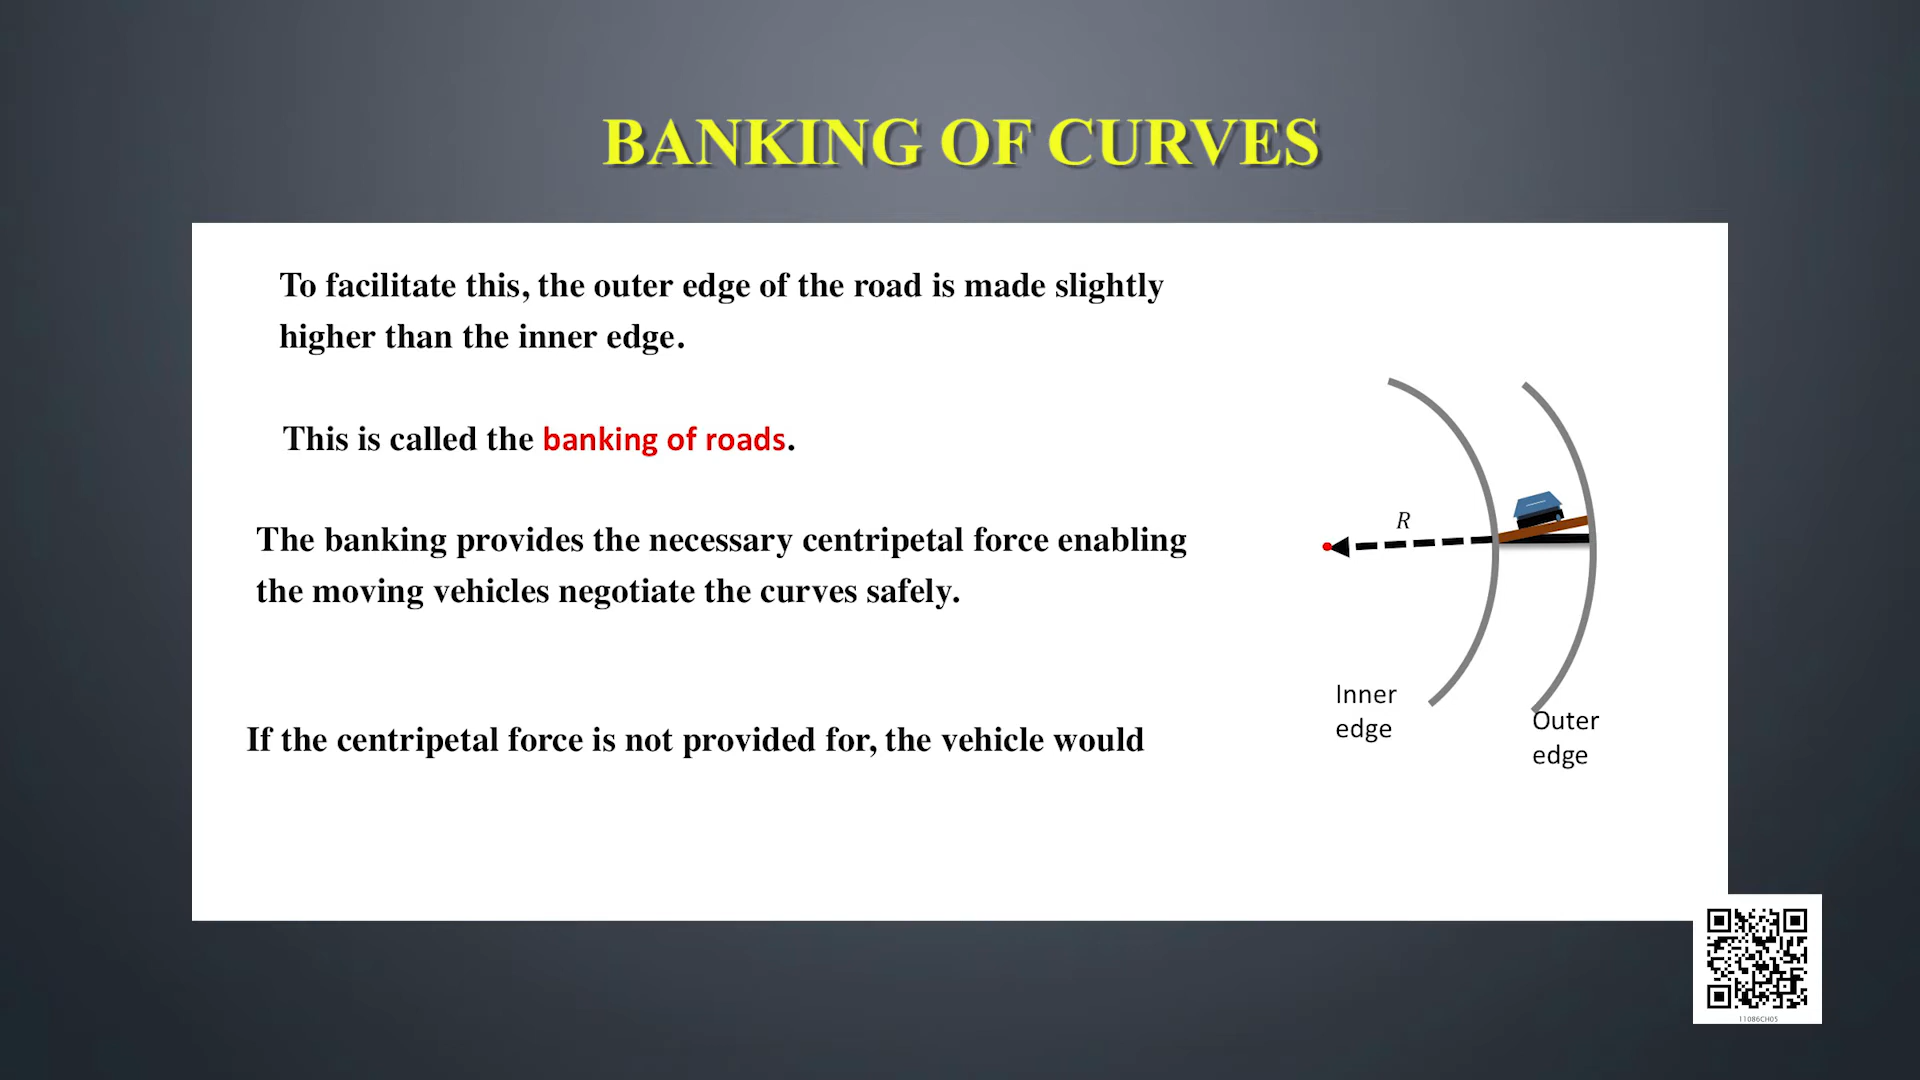 BANKING OF CURVES
To facilitate this, the outer edge of the road is made slightly
higher than the inner edge.
This is called the banking of roads.
The banking provides the necessary centripetal force enabling
the moving vehicles negotiate the curves safely.
If the centripetal force is not provided for, the vehicle would
R
Inner
edge
Outer
edge
11086CH05